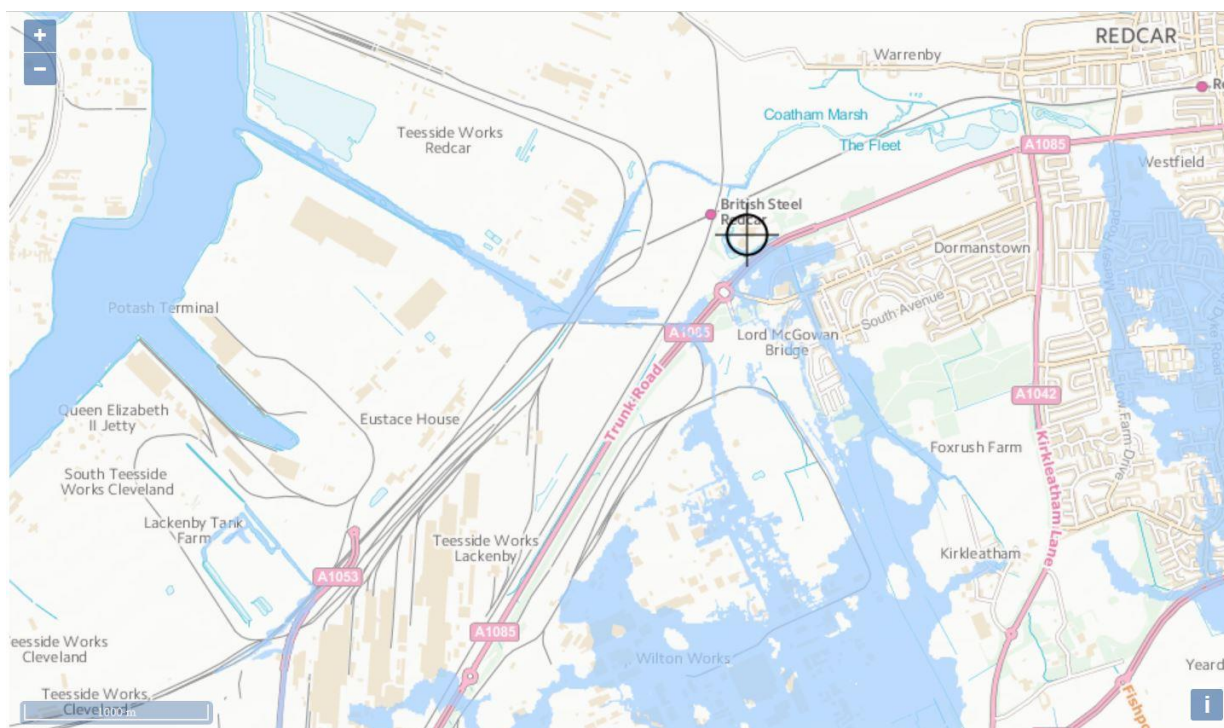 +
−
REDCAR
Warrenby
Coatham Marsh
The Fleet
A1085
Teesside Works
Redcar
Westfield
British Steel
Redcar
Dormanstown
South Avenue
Potash Terminal
A1085
Lord McGowan
Bridge
Trunk Road
A1042
Queen Elizabeth
II Jetty
Eustace House
Foxrush Farm
Kirkleatham Lane
South Teesside
Works Cleveland
Lackenby Tank
Farm
Teesside Works
Lackenby
Kirkleatham
A1053
A1085
Wilton Works
eesside Works
Cleveland
Yeard
Teesside Works,
Cleveland
1000 m
i